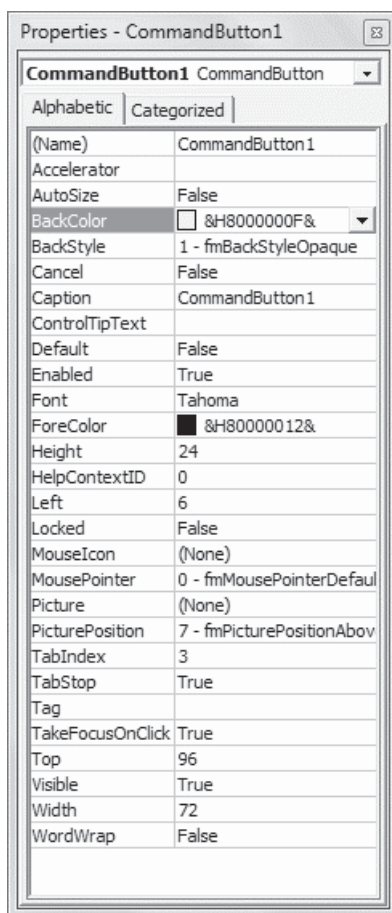 Properties - CommandButton1
CommandButton1 CommandButton
Alphabetic Categorized
(Name) CommandButton1
Accelerator
AutoSize False
BackColor &H8000000F&
BackStyle 1 - fmBackStyleOpaque
Cancel False
Caption CommandButton1
ControlTipText
Default False
Enabled True
Font Tahoma
ForeColor &H80000012&
Height 24
HelpContextID 0
Left 6
Locked False
MouseIcon (None)
MousePointer 0 - fmMousePointerDefaul
Picture (None)
PicturePosition 7 - fmPicturePositionAbov
TabIndex 3
TabStop True
Tag
TakeFocusOnClick True
Top 96
Visible True
Width 72
WordWrap False